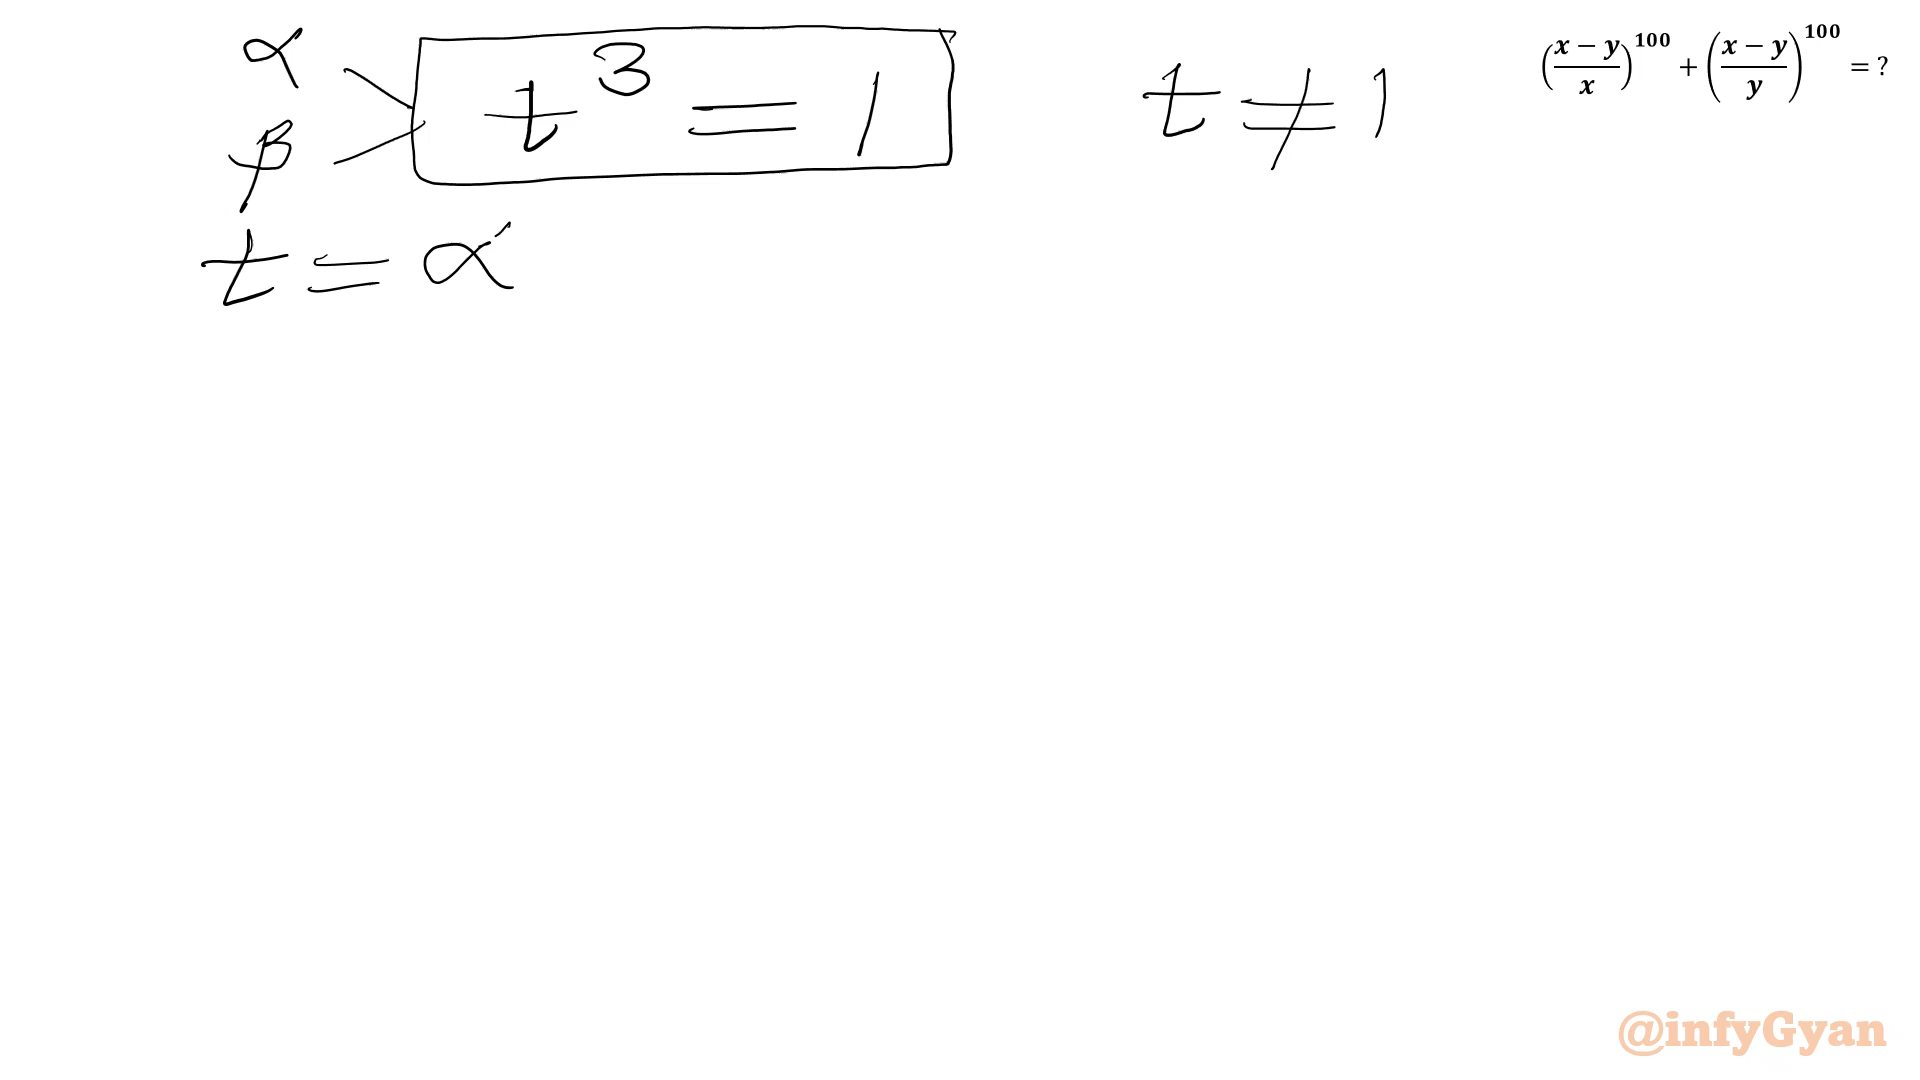 α
t³ = 1
t ≠ 1
(x − y / x)¹⁰⁰ + (x − y / y)¹⁰⁰ = ?
β
t = α
@infyGyan